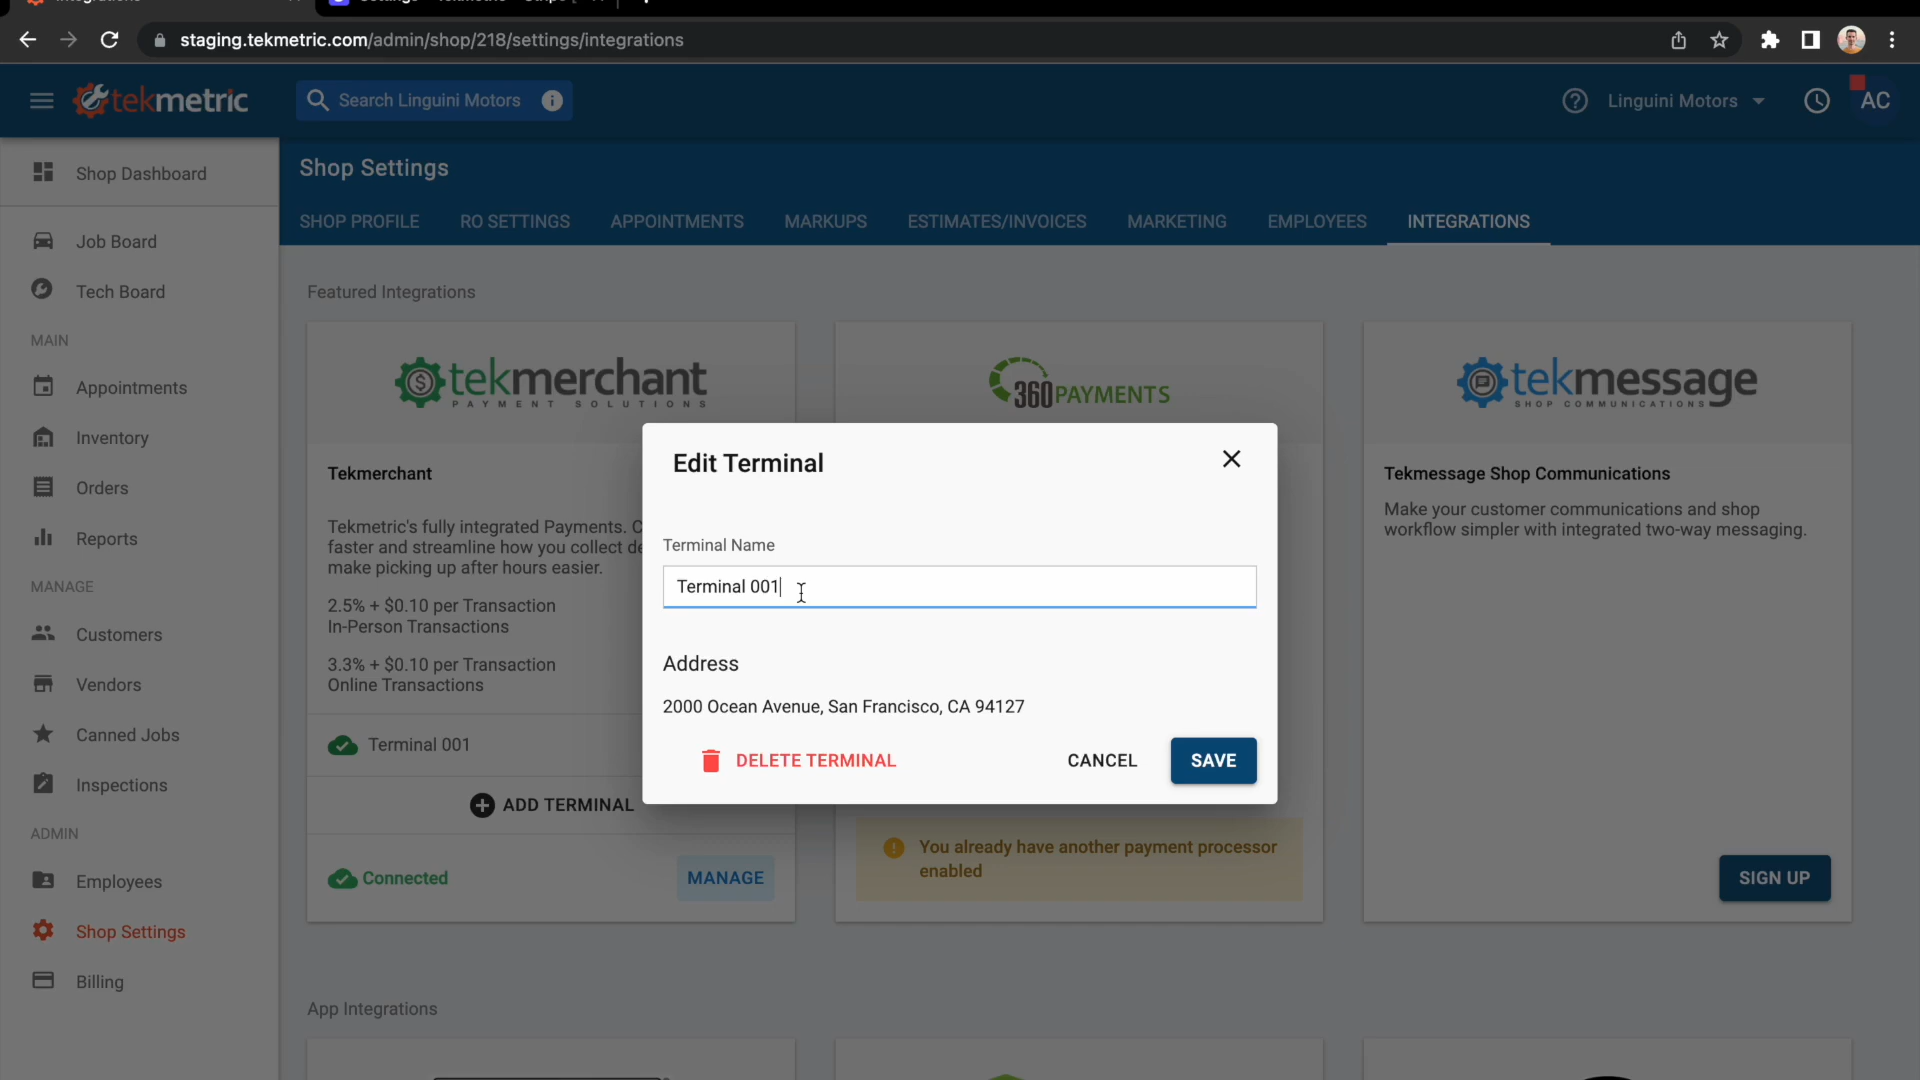 staging.tekmetric.com/admin/shop/218/settings/integrations
tekmetric
Search Linguini Motors
Linguini Motors
AC
Shop Dashboard
Job Board
Tech Board
MAIN
Appointments
Inventory
Orders
Reports
MANAGE
Customers
Vendors
Canned Jobs
Inspections
ADMIN
Employees
Shop Settings
Billing
Shop Settings
SHOP PROFILE
RO SETTINGS
APPOINTMENTS
MARKUPS
ESTIMATES/INVOICES
MARKETING
EMPLOYEES
INTEGRATIONS
Featured Integrations
tekmerchant
PAYMENT SOLUTIONS
Tekmerchant
Tekmetric's fully integrated Payments.
faster and streamline how you collect
make picking up after hours easier.
2.5% + $0.10 per Transaction
In-Person Transactions
3.3% + $0.10 per Transaction
Online Transactions
Terminal 001
ADD TERMINAL
Connected
MANAGE
360 PAYMENTS
You already have another payment processor
enabled
tekmessage
SHOP COMMUNICATIONS
Tekmessage Shop Communications
Make your customer communications and shop
workflow simpler with integrated two-way messaging.
SIGN UP
Edit Terminal
Terminal Name
Terminal 001
Address
2000 Ocean Avenue, San Francisco, CA 94127
DELETE TERMINAL
CANCEL
SAVE
App Integrations